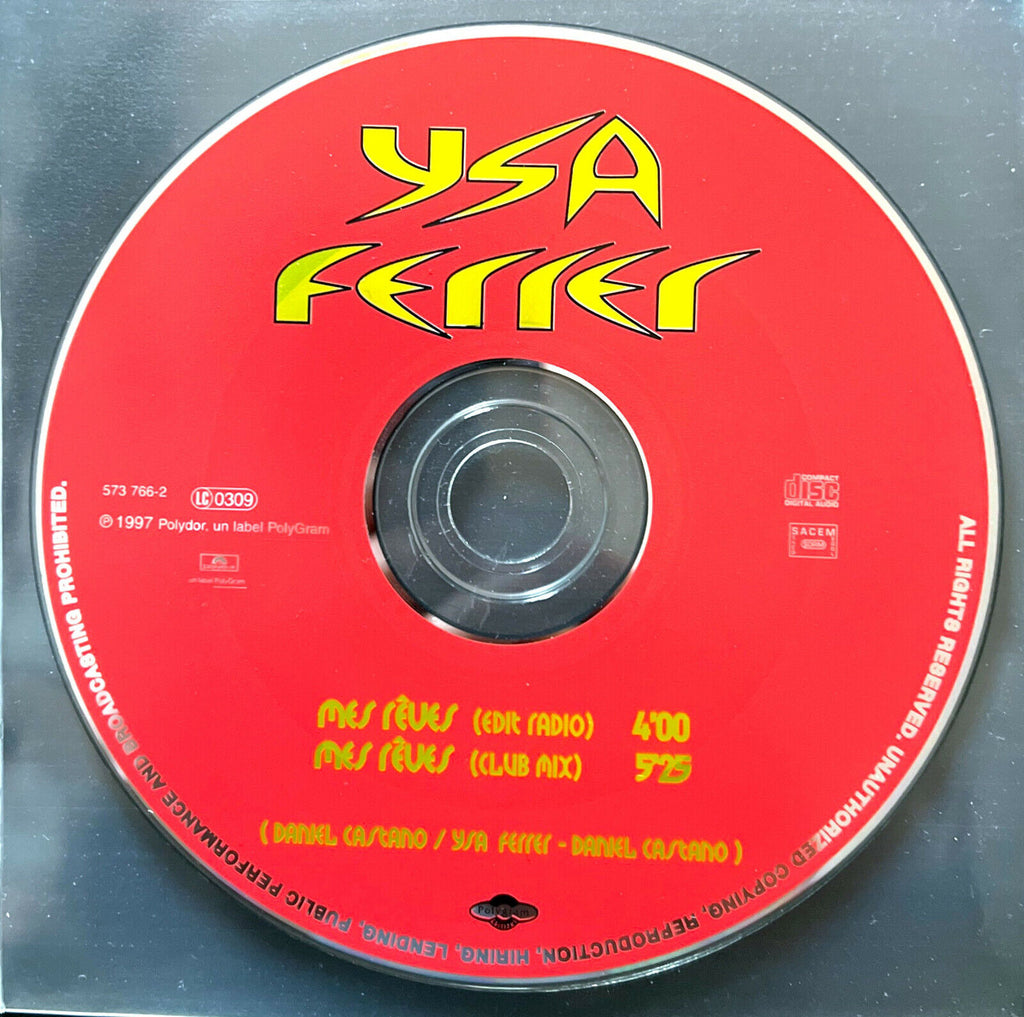 YSA
Ferrer
573 766-2
LC 0309
℗ 1997 Polydor, un label PolyGram
un label PolyGram
COMPACT
disc
DIGITAL AUDIO
SACEM
SDRM
mes rêves (edit radio) 4'00
mes rêves (club mix) 5'25
(Daniel Castano / Ysa Ferrer - Daniel Castano)
PolyGram
ALL RIGHTS RESERVED. UNAUTHORIZED COPYING, REPRODUCTION, HIRING, LENDING, PUBLIC PERFORMANCE AND BROADCASTING PROHIBITED.